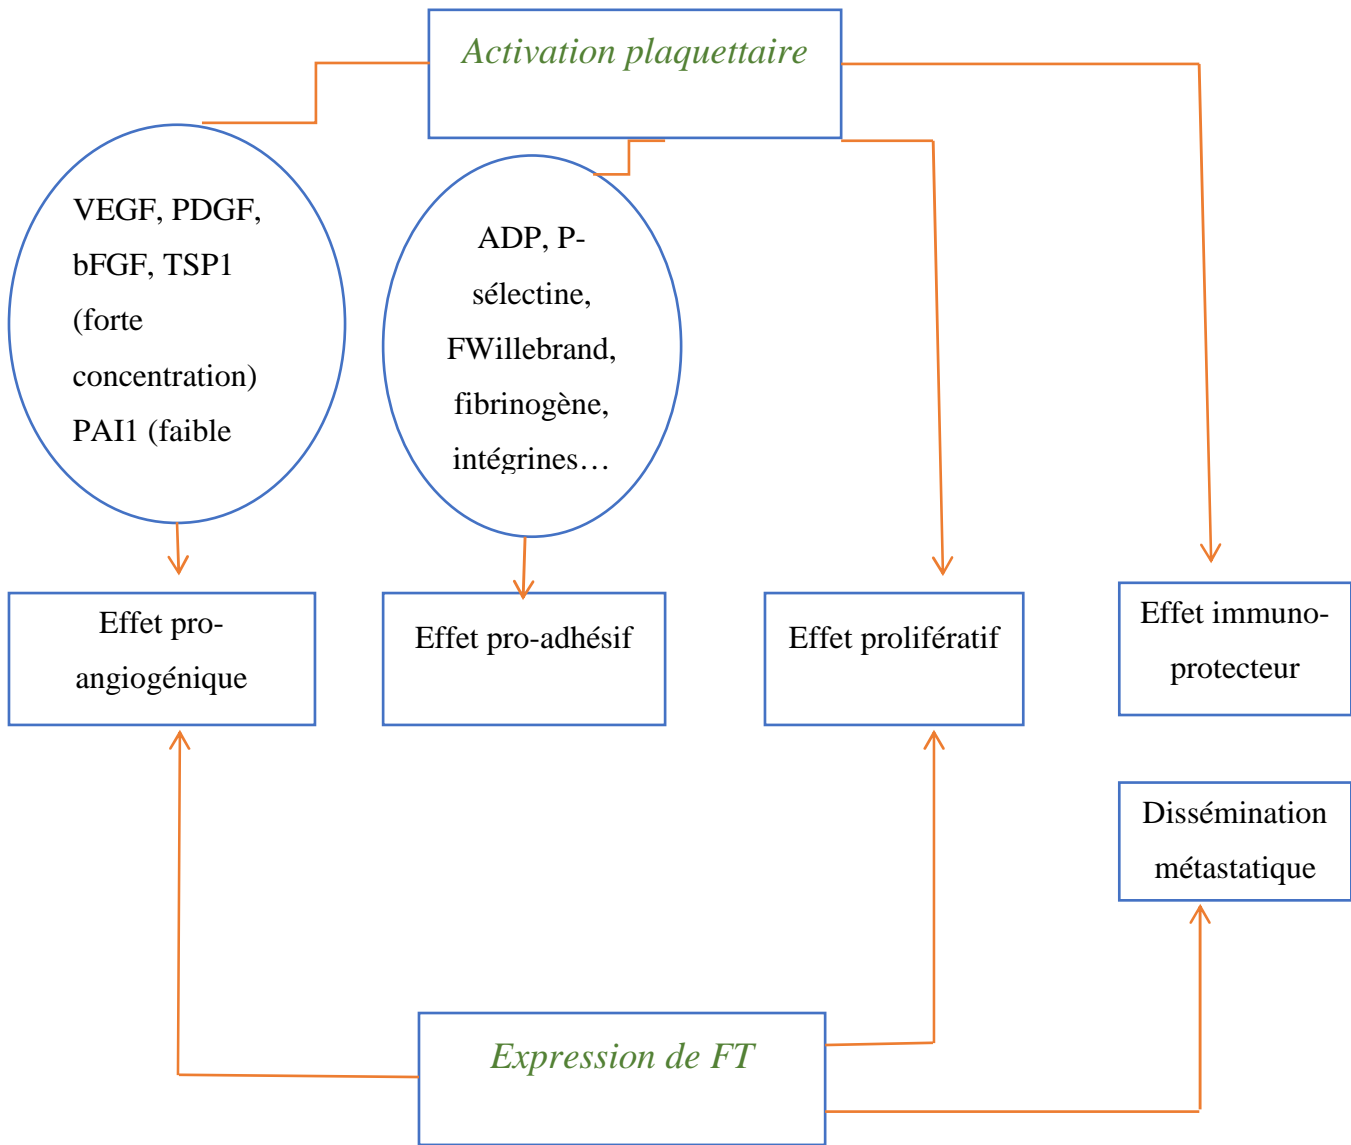 Activation plaquettaire
VEGF, PDGF,
bFGF, TSP1
(forte
concentration)
PAI1 (faible
ADP, P-
sélectine,
FWillebrand,
fibrinogène,
intégrines…
Effet pro-
angiogénique
Effet pro-adhésif
Effet prolifératif
Effet immuno-
protecteur
Dissémination
métastatique
Expression de FT